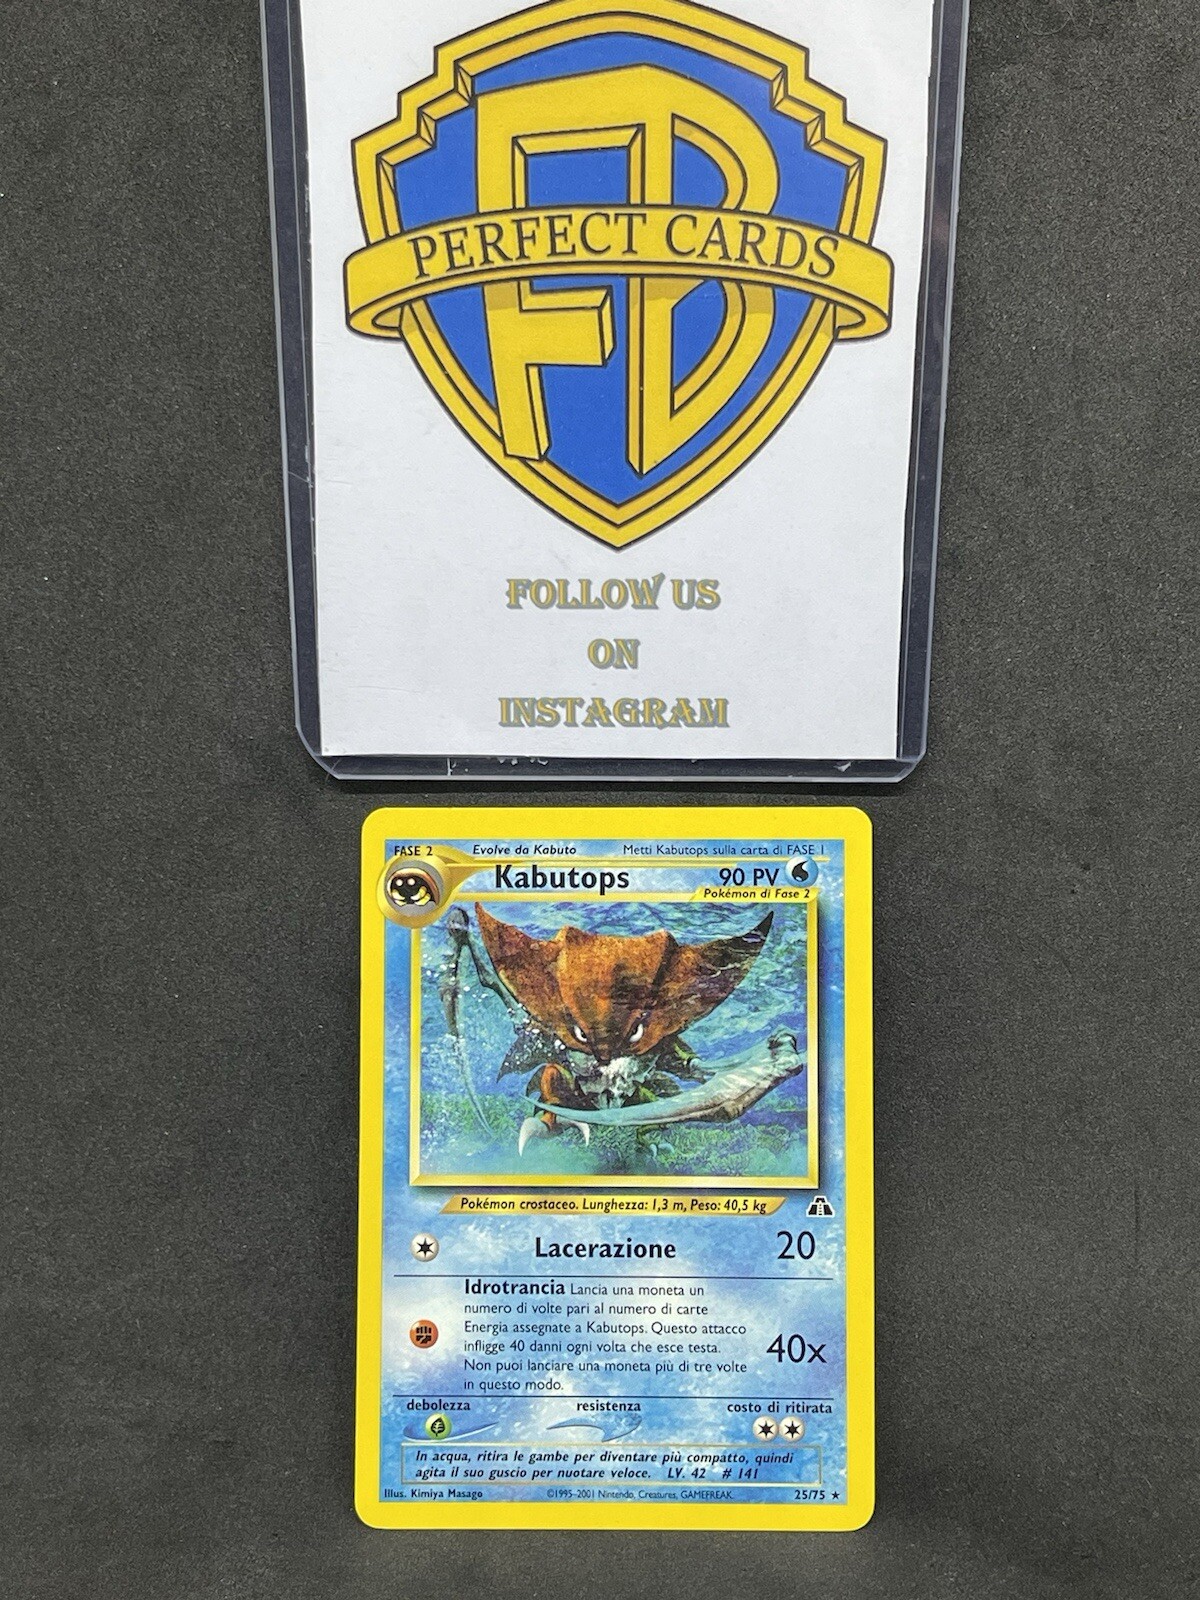 FB
PERFECT CARDS
FOLLOW US
ON
INSTAGRAM
FASE 2 Evolve da Kabuto Metti Kabutops sulla carta di FASE 1
Kabutops 90 PV
Pokémon di Fase 2
Pokémon crostaceo. Lunghezza: 1,3 m, Peso: 40,5 kg
Lacerazione 20
Idrotrancia Lancia una moneta un
numero di volte pari al numero di carte
Energia assegnate a Kabutops. Questo attacco
infligge 40 danni ogni volta che esce testa.
Non puoi lanciare una moneta più di tre volte
in questo modo.
40x
debolezza resistenza costo di ritirata
In acqua, ritira le gambe per diventare più compatto, quindi
agita il suo guscio per nuotare veloce. LV. 42 # 141
Illus. Kimiya Masago ©1995-2001 Nintendo, Creatures, GAMEFREAK. 25/75 ★